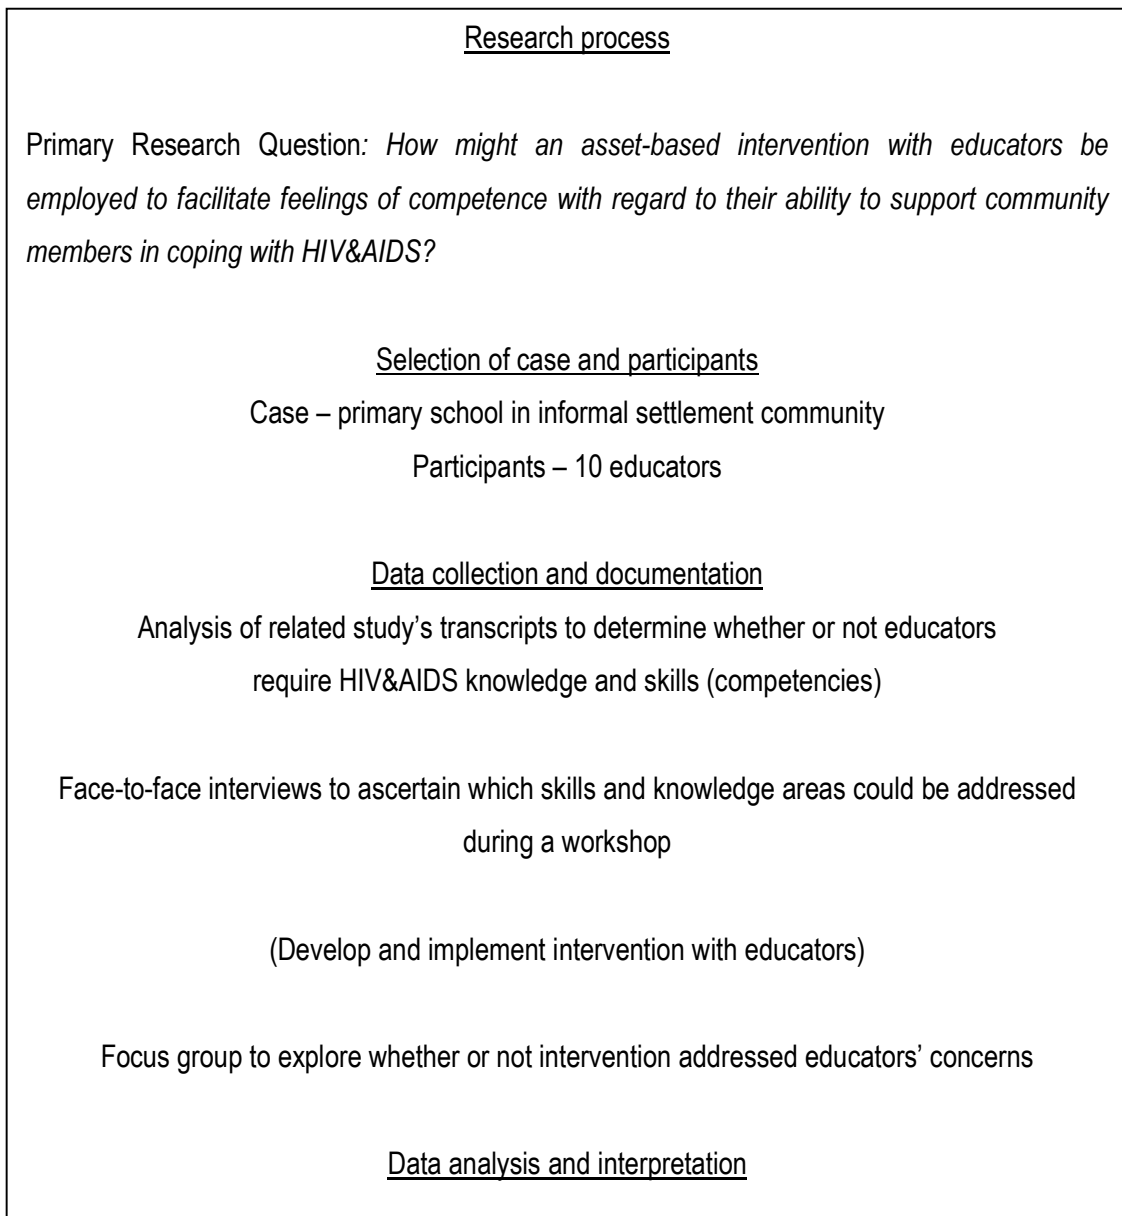 Research process
Primary Research Question: How might an asset-based intervention with educators be
employed to facilitate feelings of competence with regard to their ability to support community
members in coping with HIV&AIDS?
Selection of case and participants
Case – primary school in informal settlement community
Participants – 10 educators
Data collection and documentation
Analysis of related study’s transcripts to determine whether or not educators
require HIV&AIDS knowledge and skills (competencies)
Face-to-face interviews to ascertain which skills and knowledge areas could be addressed
during a workshop
(Develop and implement intervention with educators)
Focus group to explore whether or not intervention addressed educators’ concerns
Data analysis and interpretation